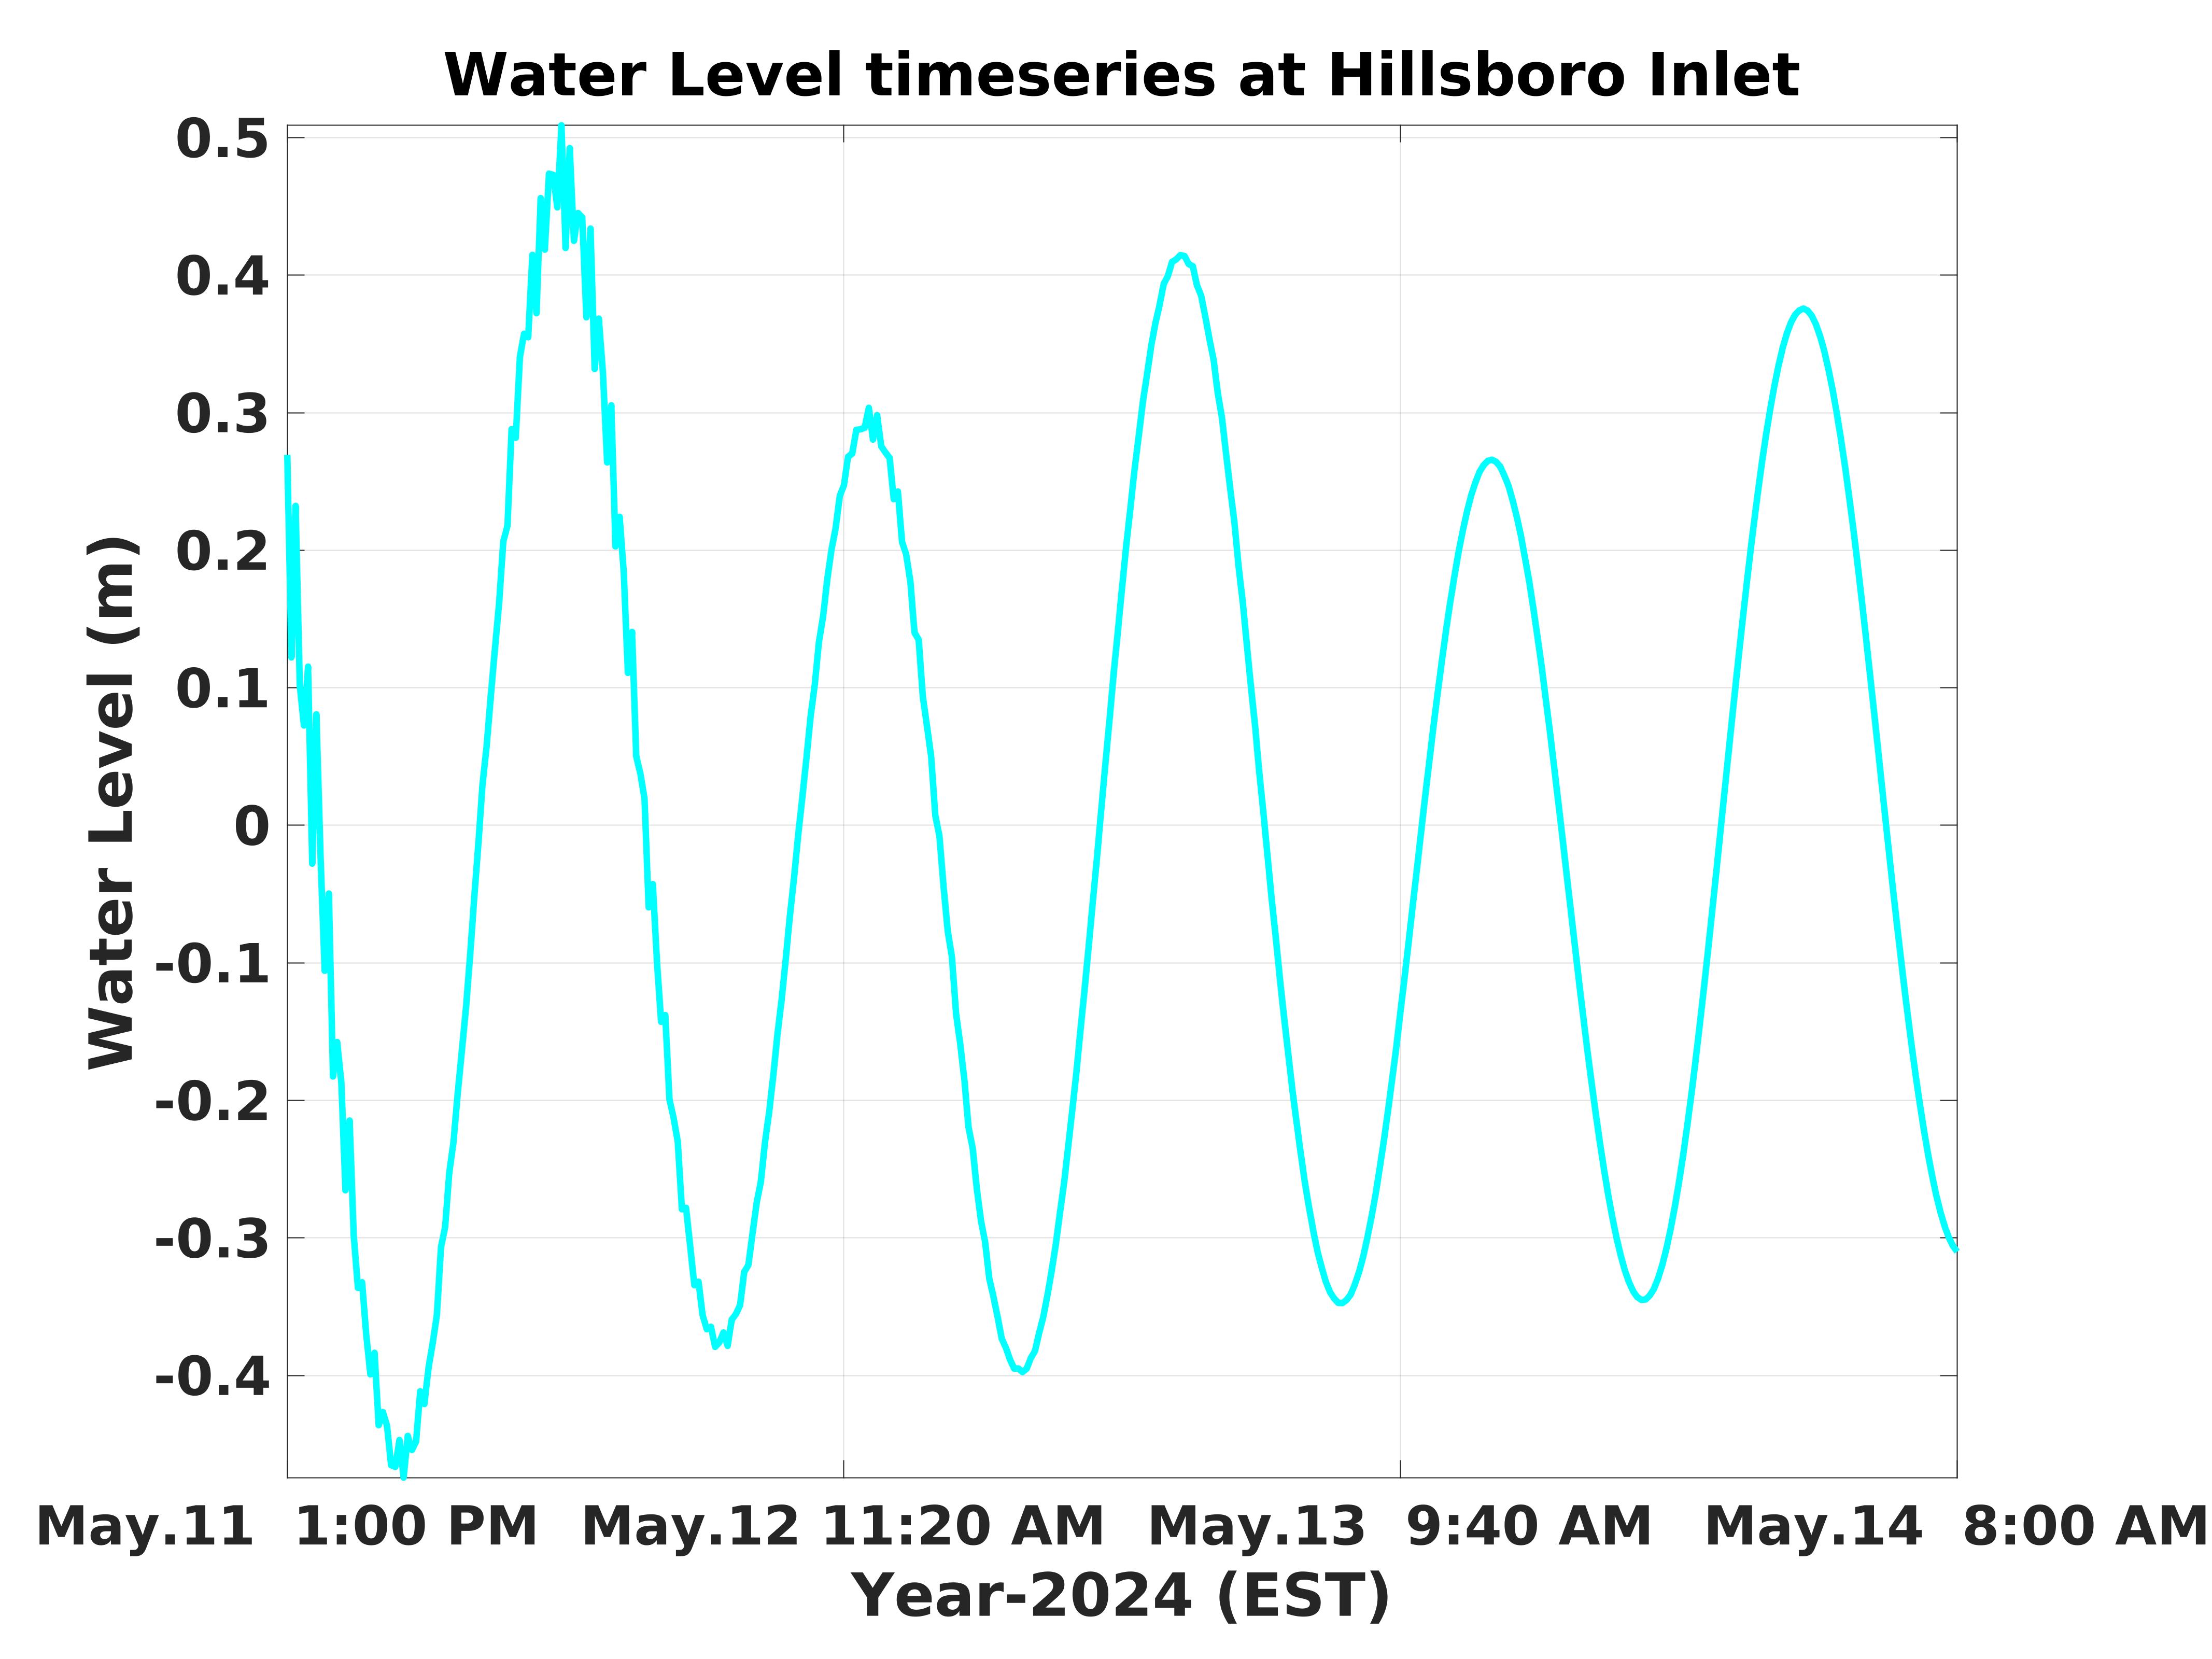 Water Level timeseries at Hillsboro Inlet
0.5
0.4
0.3
0.2
0.1
0
-0.1
-0.2
-0.3
-0.4
Water Level (m)
May.11 1:00 PM May.12 11:20 AM May.13 9:40 AM May.14 8:00 AM
Year-2024 (EST)